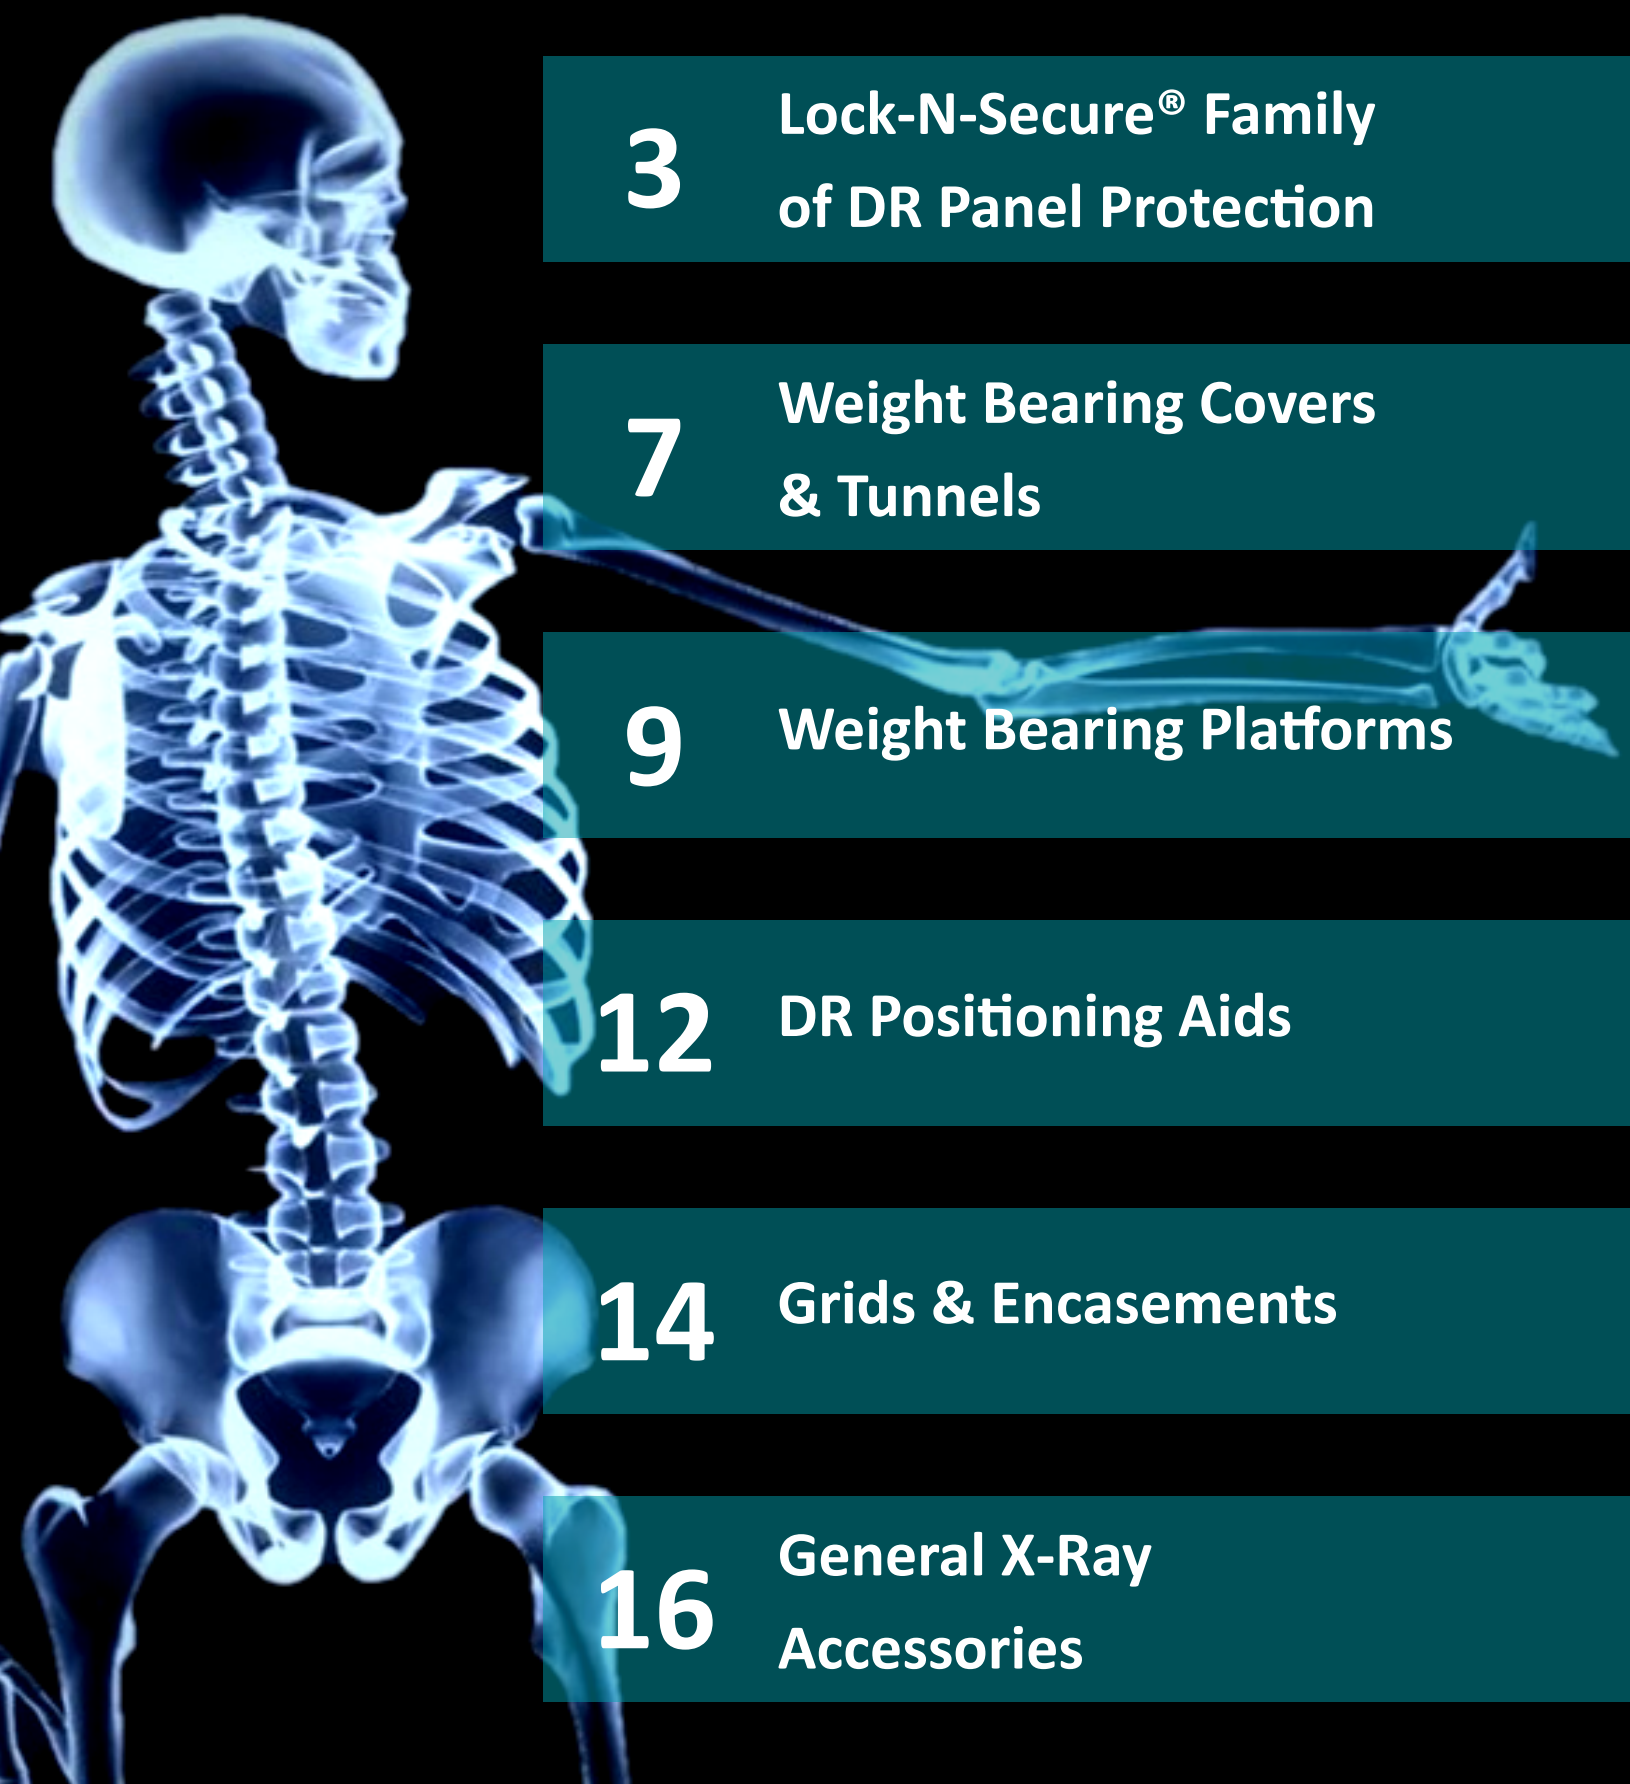 3
Lock-N-Secure® Family
of DR Panel Protection
7
Weight Bearing Covers
& Tunnels
9
Weight Bearing Platforms
12
DR Positioning Aids
14
Grids & Encasements
16
General X-Ray
Accessories